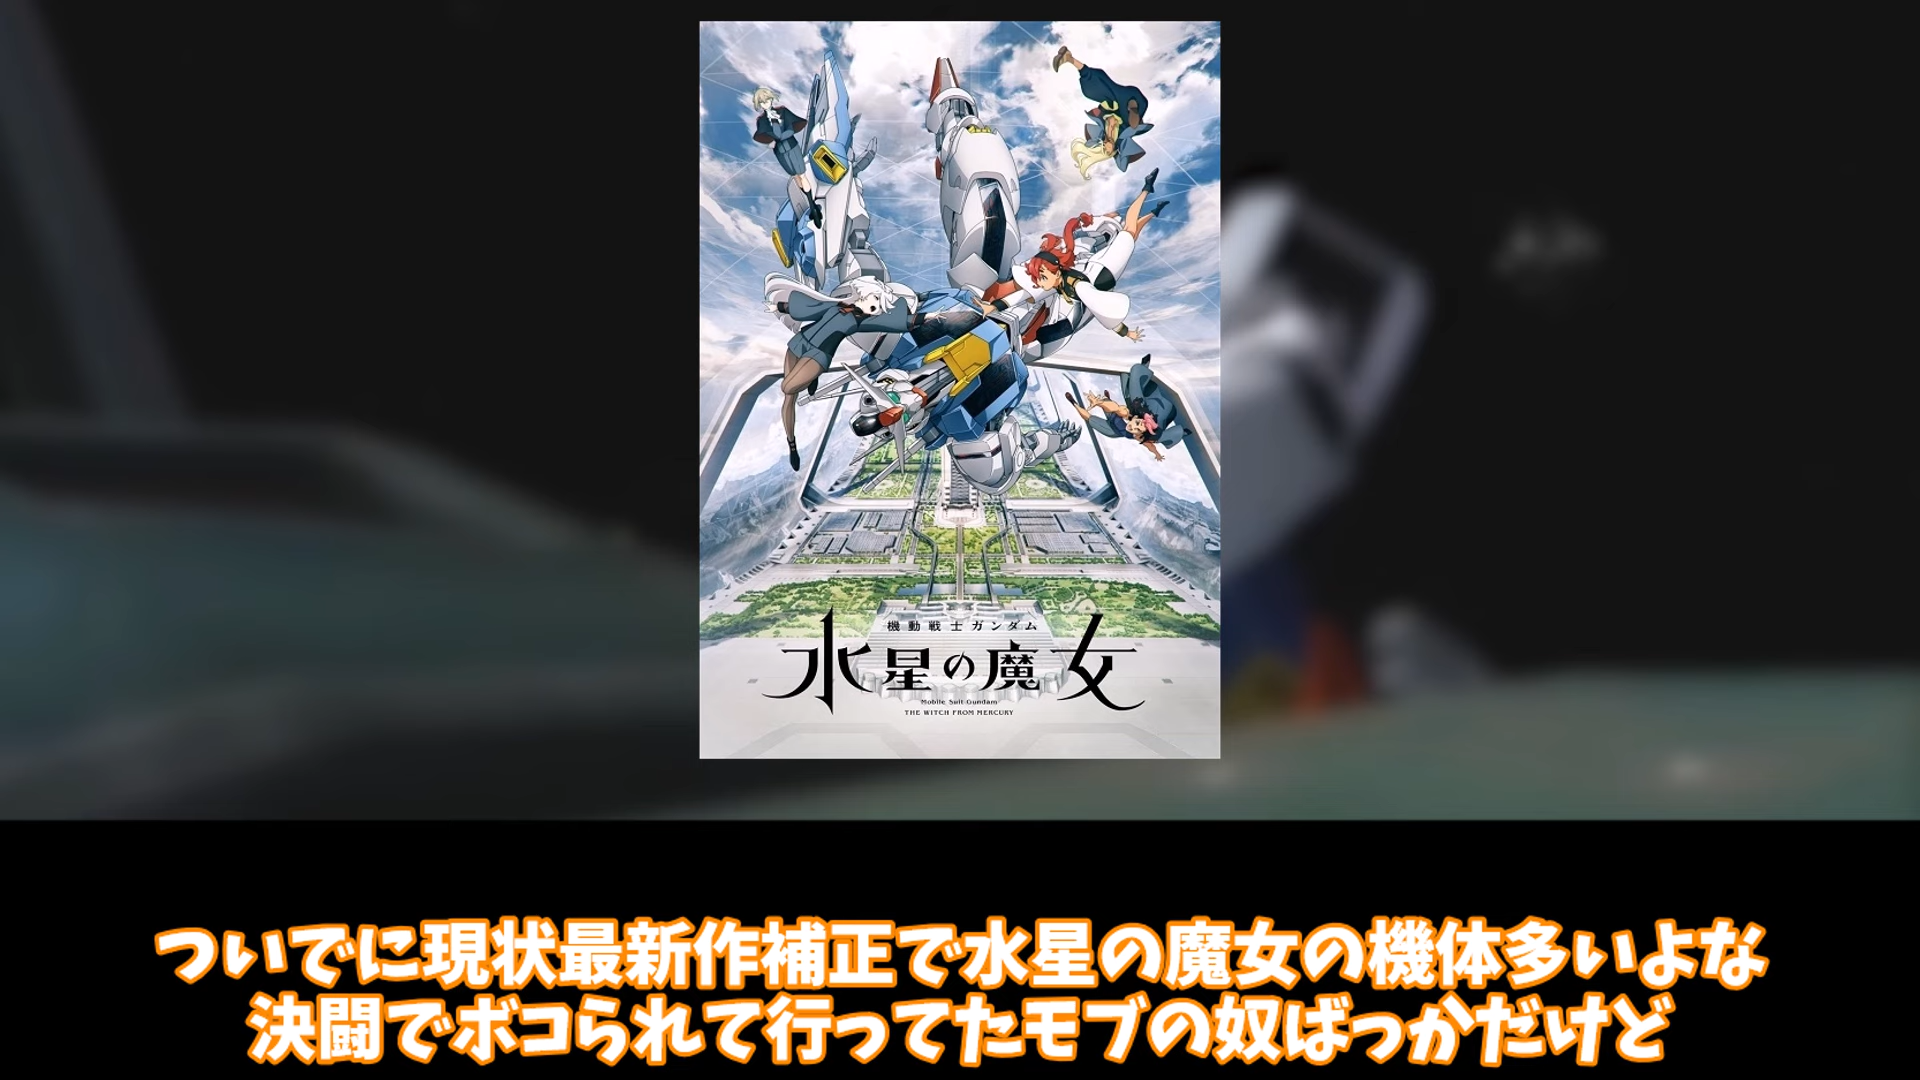 機動戦士ガンダム
水星の魔女
Mobile Suit Gundam
THE WITCH FROM MERCURY
ついでに現状最新作補正で水星の魔女の機体多いよな
決闘でボコられて行ってたモブの奴ばっかだけど